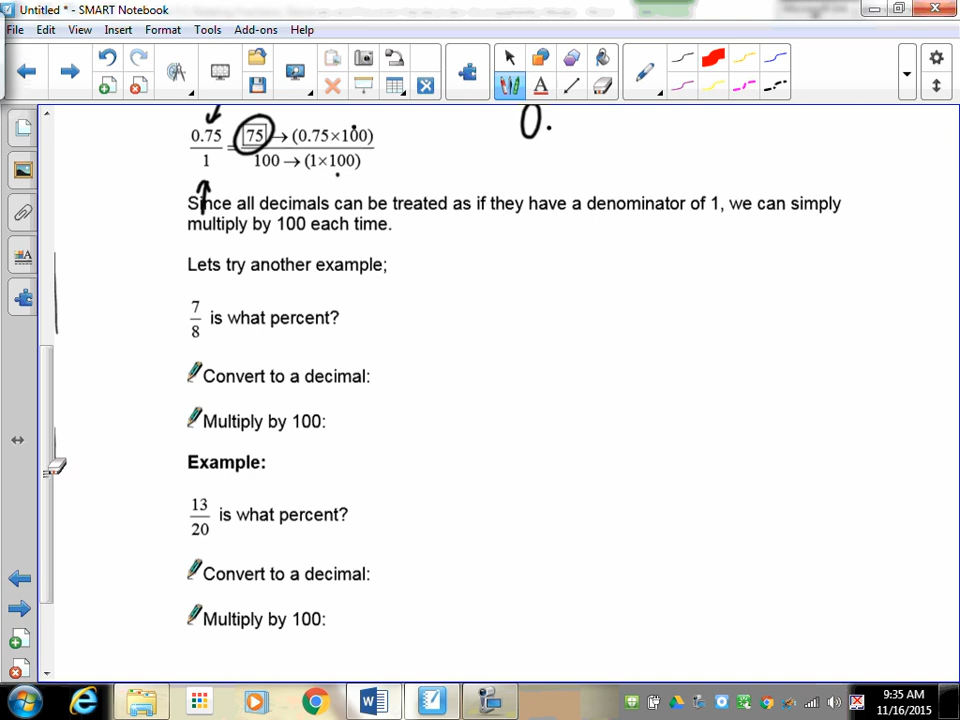 Untitled * - SMART Notebook
File Edit View Insert Format Tools Add-ons Help
0.
0.75 / 1 = 75 → (0.75×100) / 100 → (1×100)
Since all decimals can be treated as if they have a denominator of 1, we can simply
multiply by 100 each time.
Lets try another example;
7/8 is what percent?
Convert to a decimal:
Multiply by 100:
Example:
13/20 is what percent?
Convert to a decimal:
Multiply by 100:
9:35 AM
11/16/2015